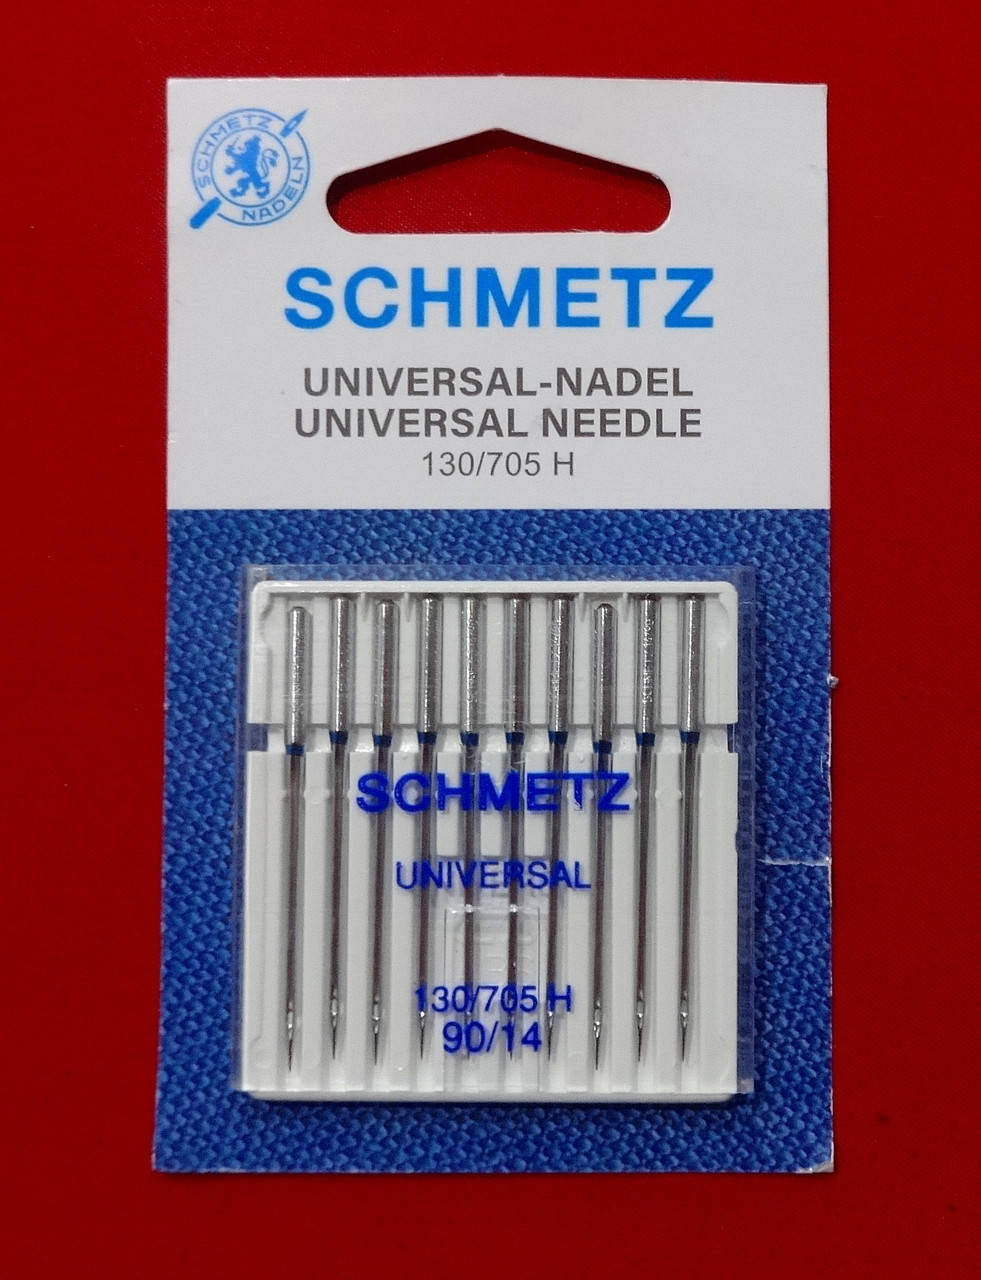 SCHMETZ
NADELN
SCHMETZ
UNIVERSAL-NADEL
UNIVERSAL NEEDLE
130/705 H
SCHMETZ
UNIVERSAL
130/705 H
90/14